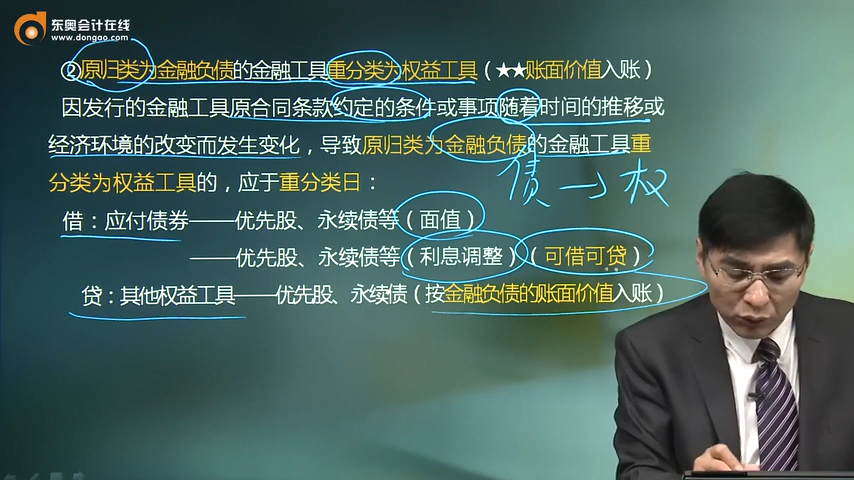 东奥会计在线
www.dongao.com
②原归类为金融负债的金融工具重分类为权益工具（★★账面价值入账）
因发行的金融工具原合同条款约定的条件或事项随着时间的推移或
经济环境的改变而发生变化，导致原归类为金融负债的金融工具重
分类为权益工具的，应于重分类日：
债→权
借：应付债券——优先股、永续债等（面值）
——优先股、永续债等（利息调整）（可借可贷）
贷：其他权益工具——优先股、永续债（按金融负债的账面价值入账）